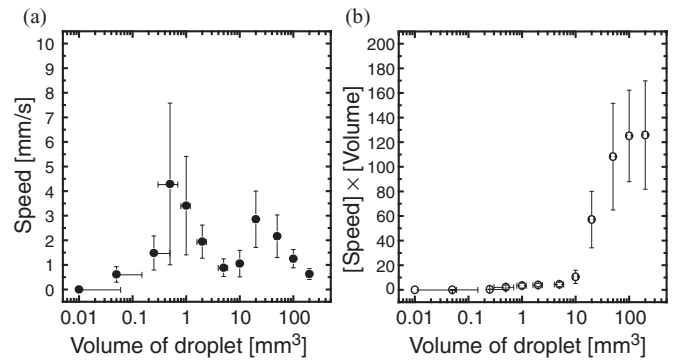 (a)
10
9
8
7
6
5
4
3
2
1
0
Speed [mm/s]
0.01 0.1 1 10 100
Volume of droplet [mm³]
(b)
200
180
160
140
120
100
80
60
40
20
0
[Speed] × [Volume]
0.01 0.1 1 10 100
Volume of droplet [mm³]